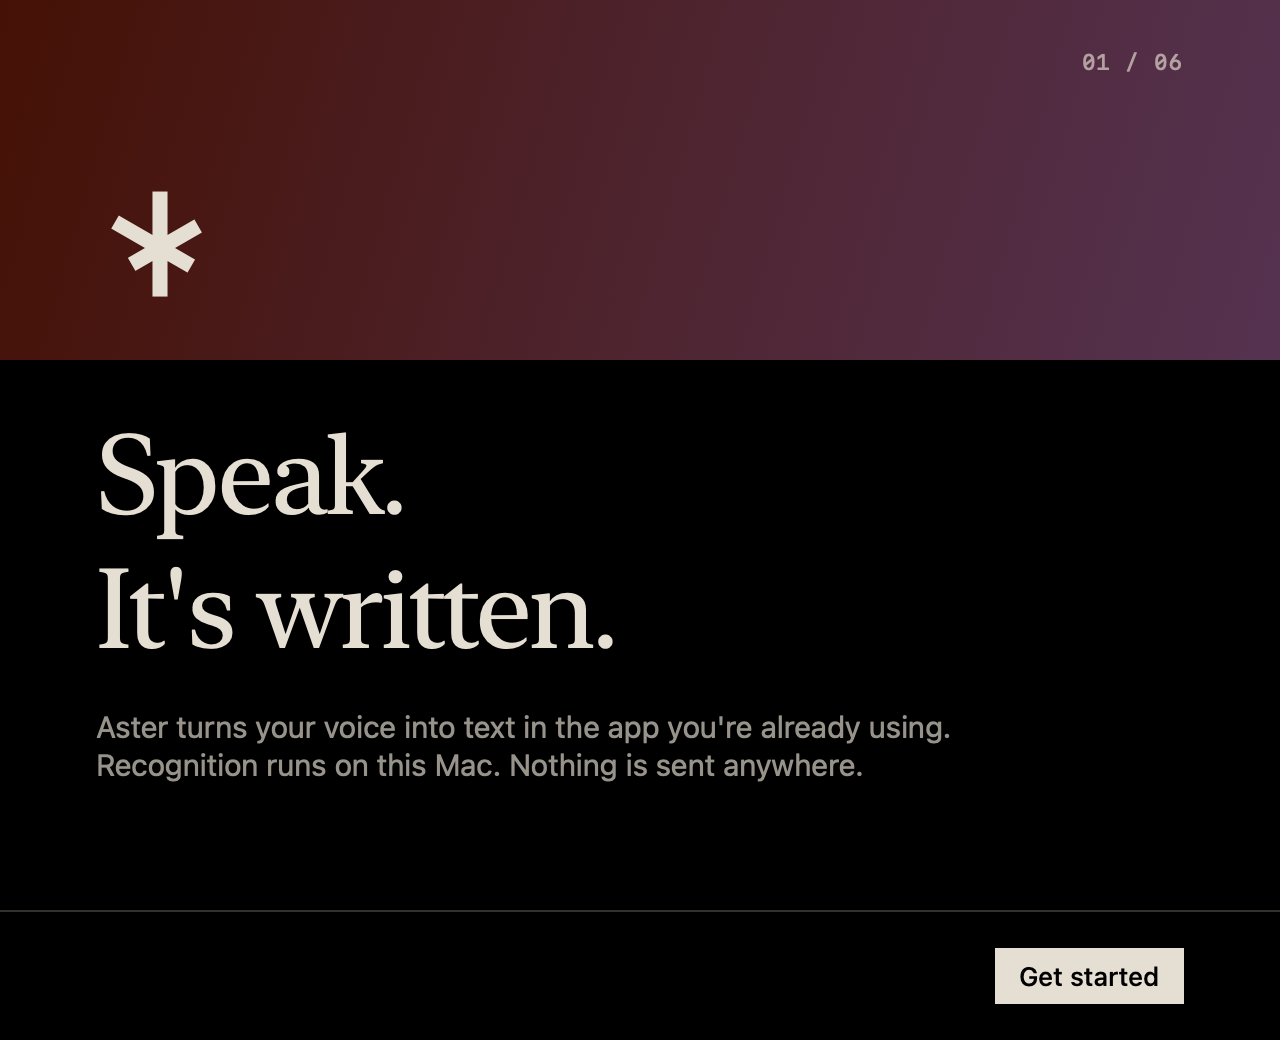 01 / 06
Speak.
It's written.
Aster turns your voice into text in the app you're already using.
Recognition runs on this Mac. Nothing is sent anywhere.
Get started